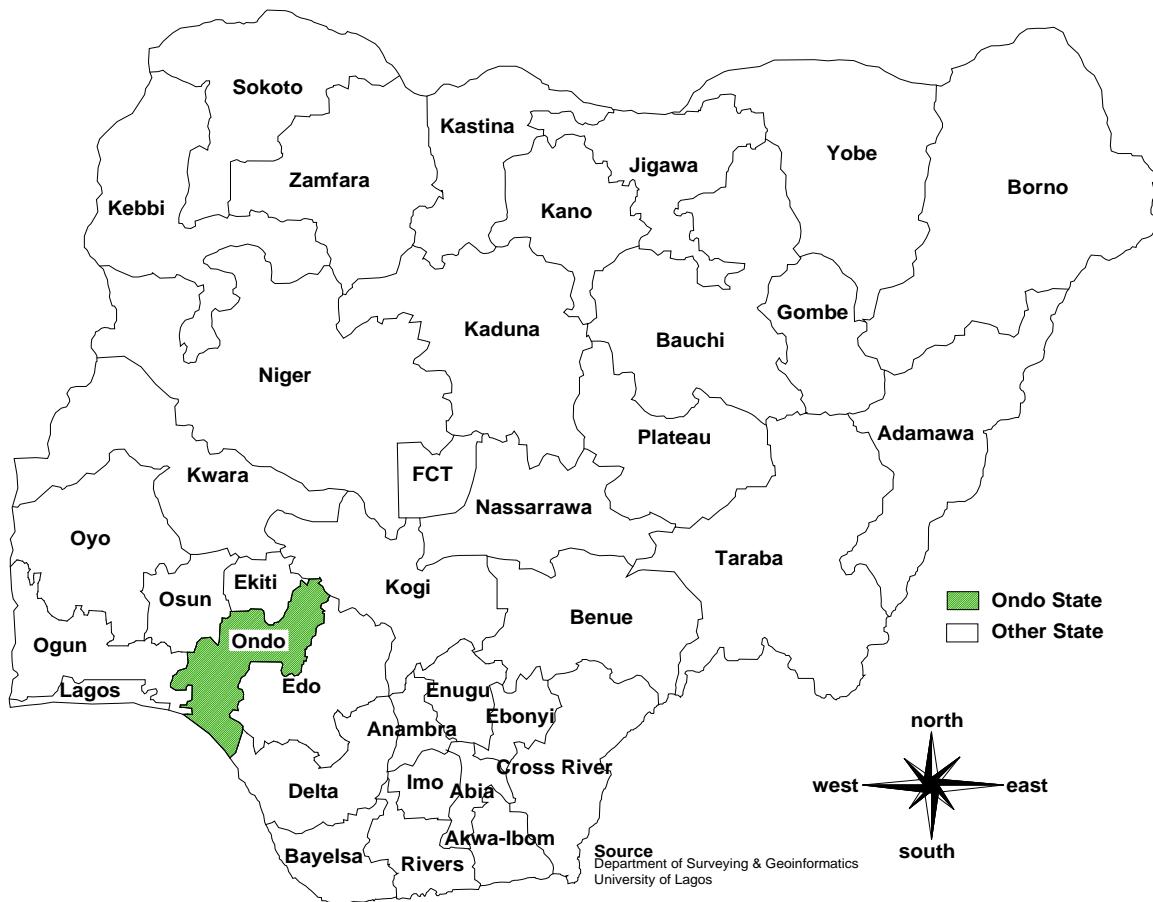 Sokoto
Kastina
Yobe
Jigawa
Zamfara
Borno
Kebbi
Kano
Gombe
Kaduna
Bauchi
Niger
Adamawa
Plateau
FCT
Kwara
Nassarrawa
Oyo
Taraba
Ekiti
Kogi
Osun
Ondo State
Benue
Other State
Ondo
Ogun
Edo
Lagos
Enugu
Ebonyi
north
Anambra
Cross River
Imo
west
east
Delta
Abia
Akwa-Ibom
south
Bayelsa
Rivers
Source
Department of Surveying & Geoinformatics
University of Lagos